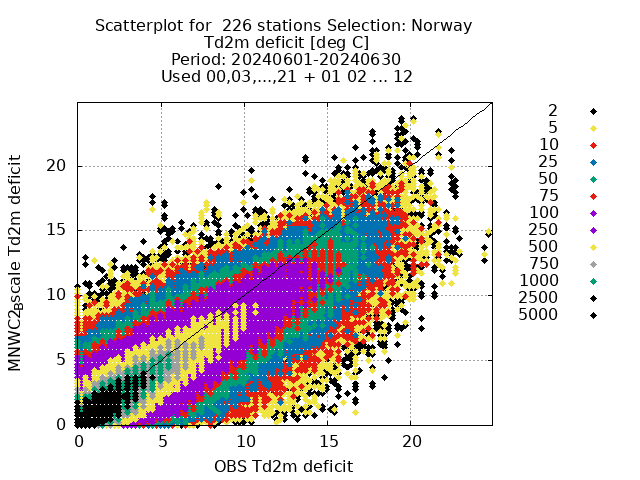 Scatterplot for 226 stations Selection: Norway
Td2m deficit [deg C]
Period: 20240601-20240630
Used 00,03,...,21 + 01 02 ... 12
MNWC2.8scale Td2m deficit
20
15
10
5
0
0 5 10 15 20
OBS Td2m deficit
2
5
10
25
50
75
100
250
500
750
1000
2500
5000